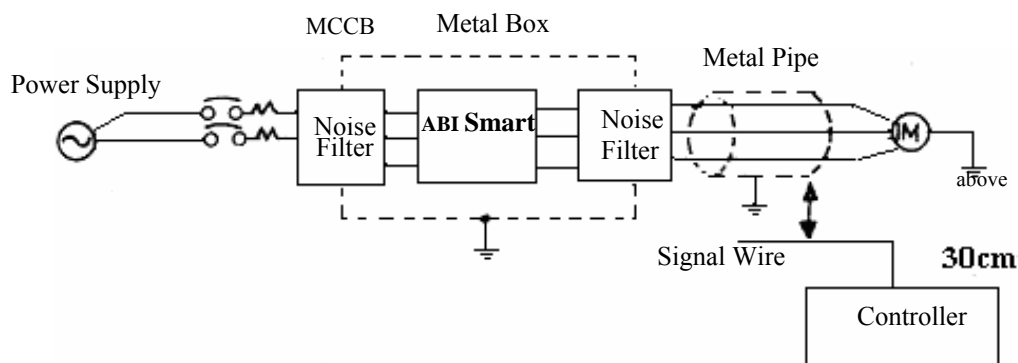 MCCB
Metal Box
Metal Pipe
Power Supply
Noise
Filter
ABI Smart
Noise
Filter
M
above
Signal Wire
30cm
Controller